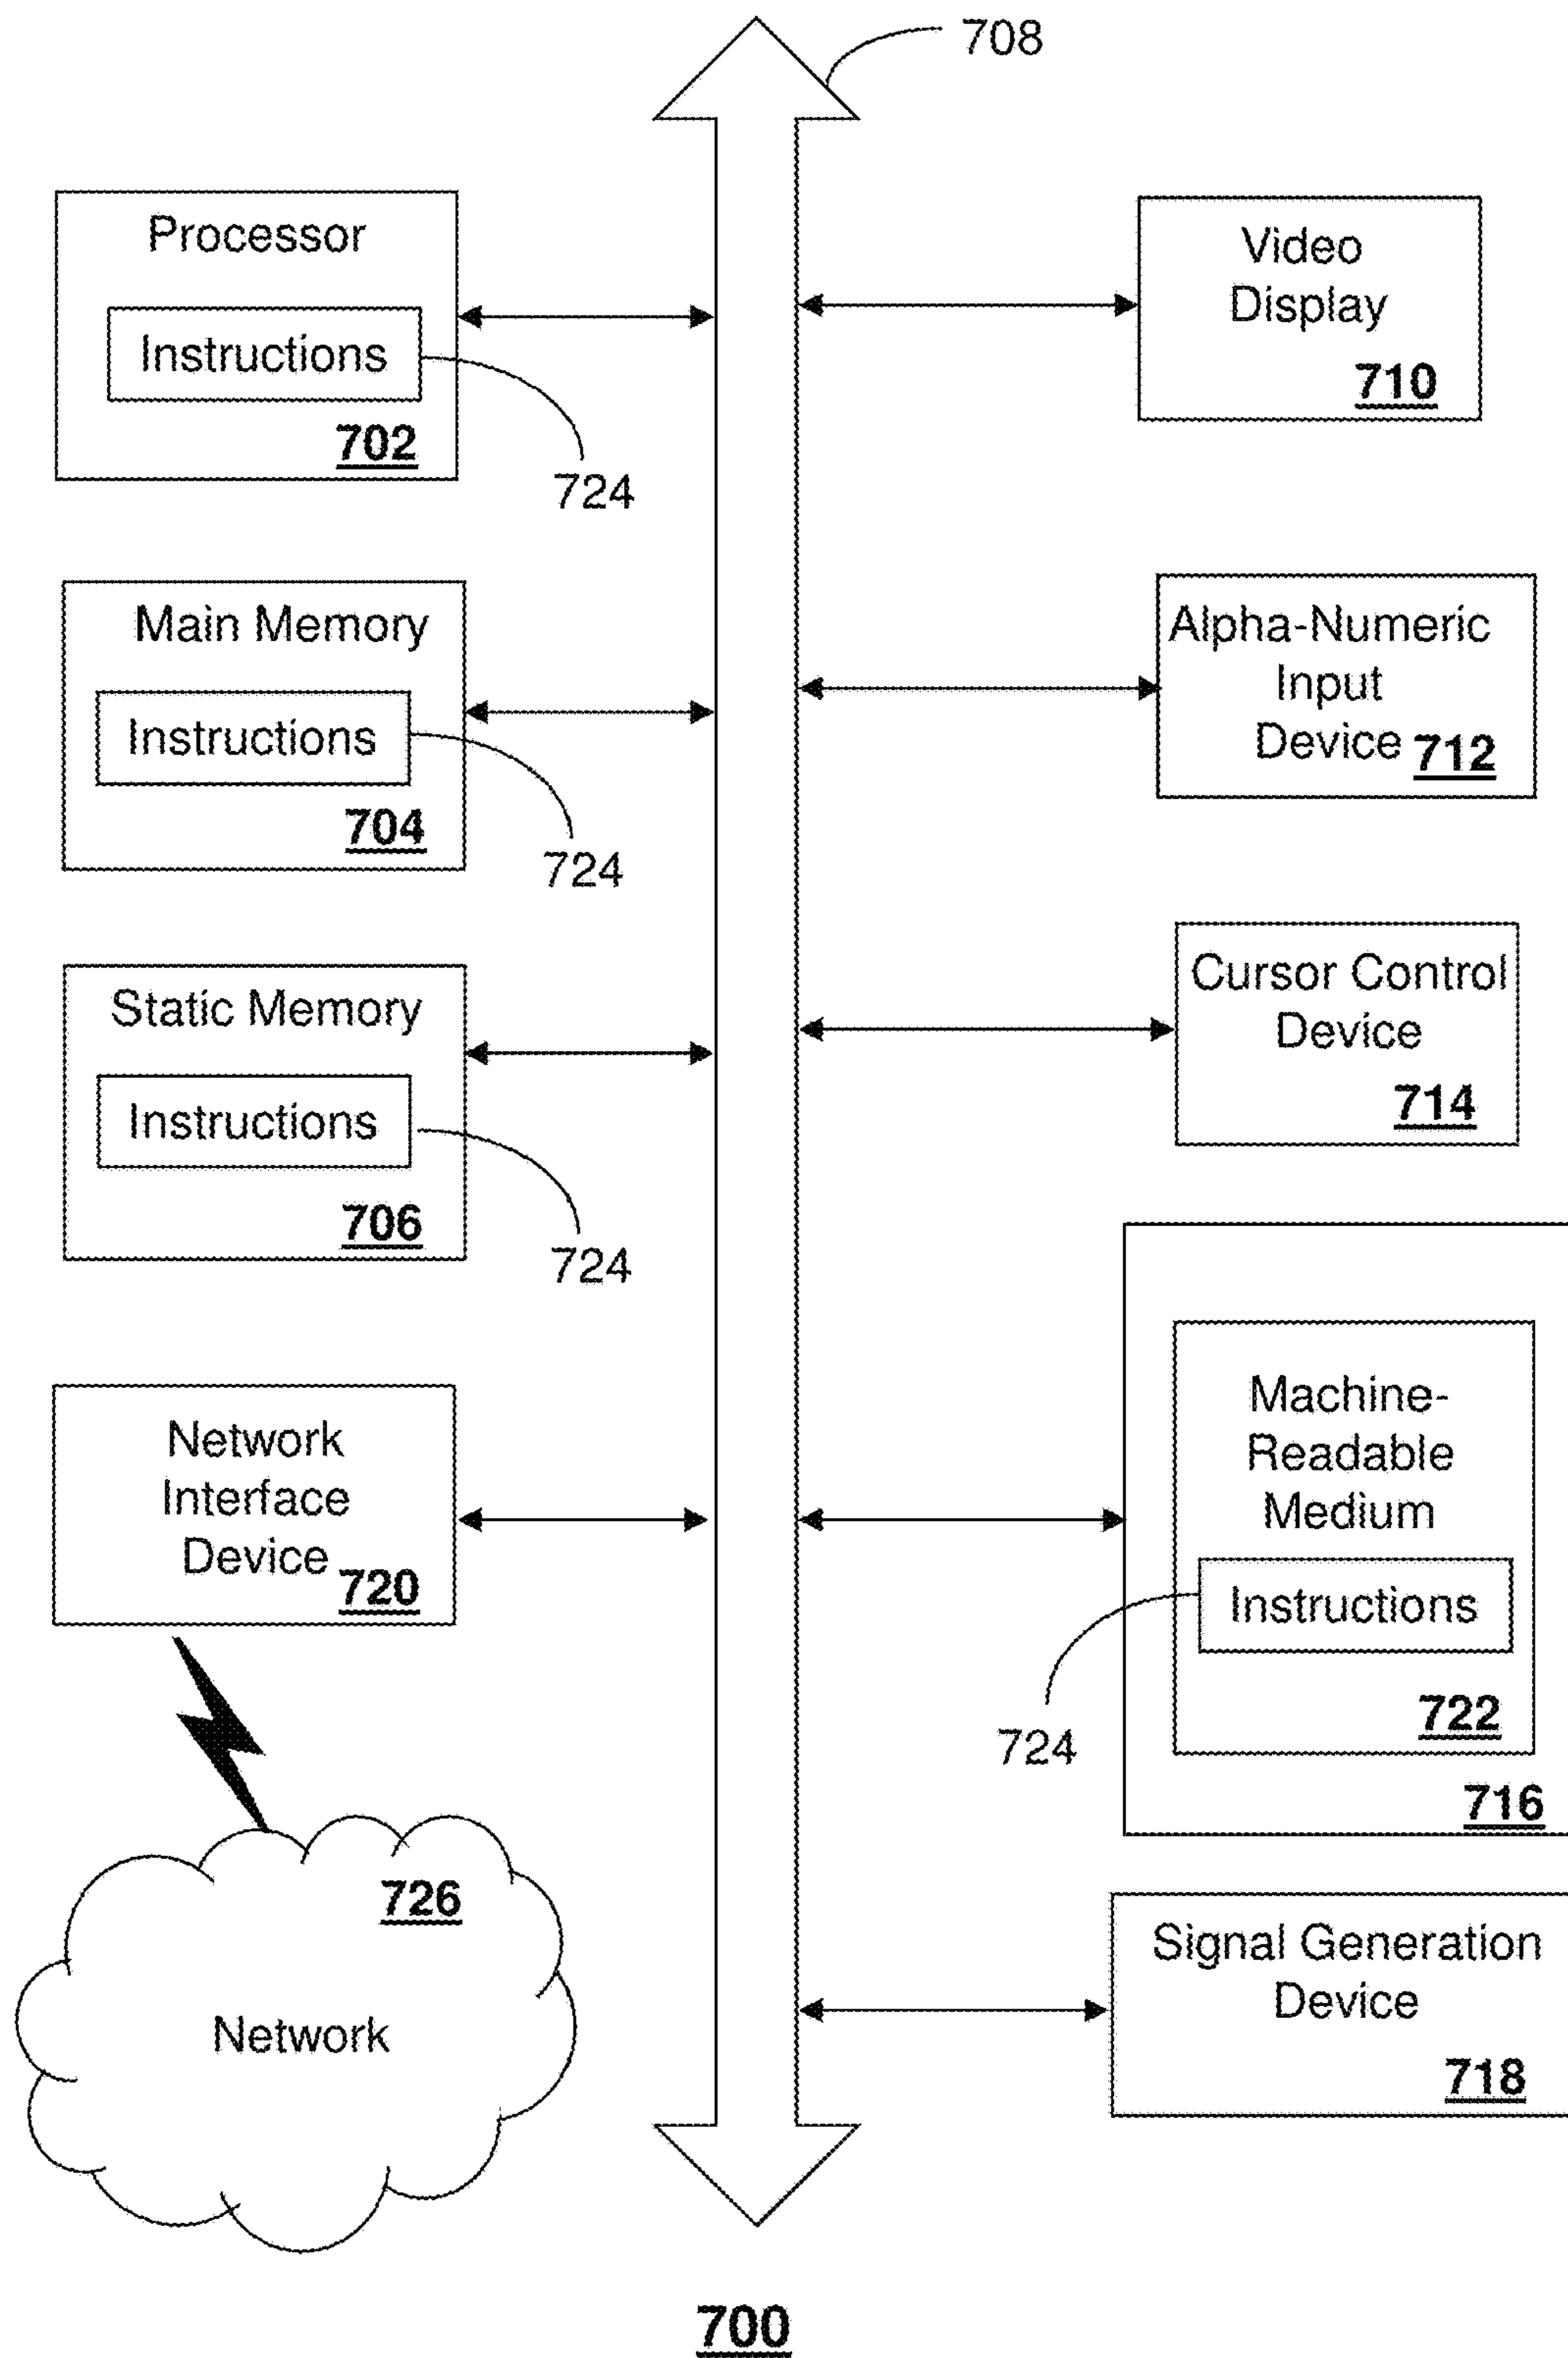 708
Processor
Instructions
702
724
Main Memory
Instructions
704
724
Static Memory
Instructions
706
724
Network
Interface
Device
720
726
Network
Video
Display
710
Alpha-Numeric
Input
Device
712
Cursor Control
Device
714
Machine-
Readable
Medium
Instructions
722
724
716
Signal Generation
Device
718
700